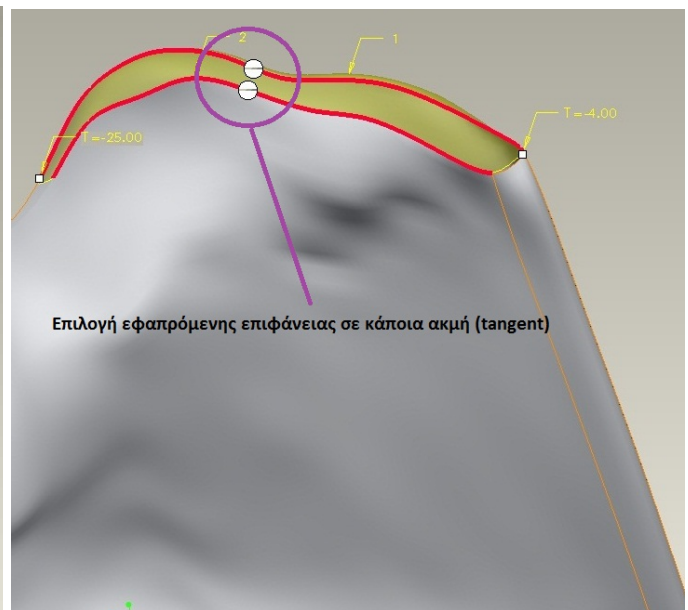 2
1
T=-4.00
T=-25.00
Επιλογή εφαπρόμενης επιφάνειας σε κάποια ακμή (tangent)